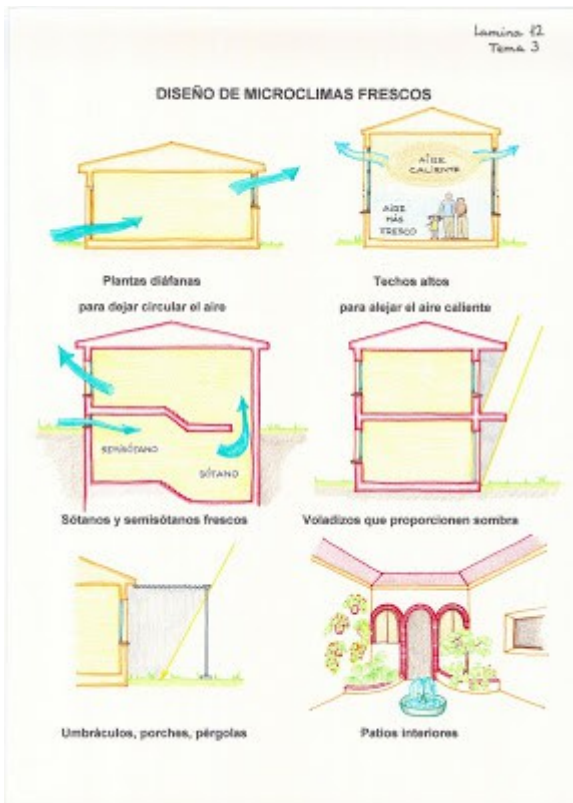 Lamina 12
Tema 3
DISEÑO DE MICROCLIMAS FRESCOS
AIRE
CALIENTE
AIRE
MÁS
FRESCO
Plantas diáfanas
para dejar circular el aire
Techos altos
para alejar el aire caliente
SEMISÓTANO
SÓTANO
Sótanos y semisótanos frescos
Voladizos que proporcionen sombra
Umbráculos, porches, pérgolas
Patios interiores